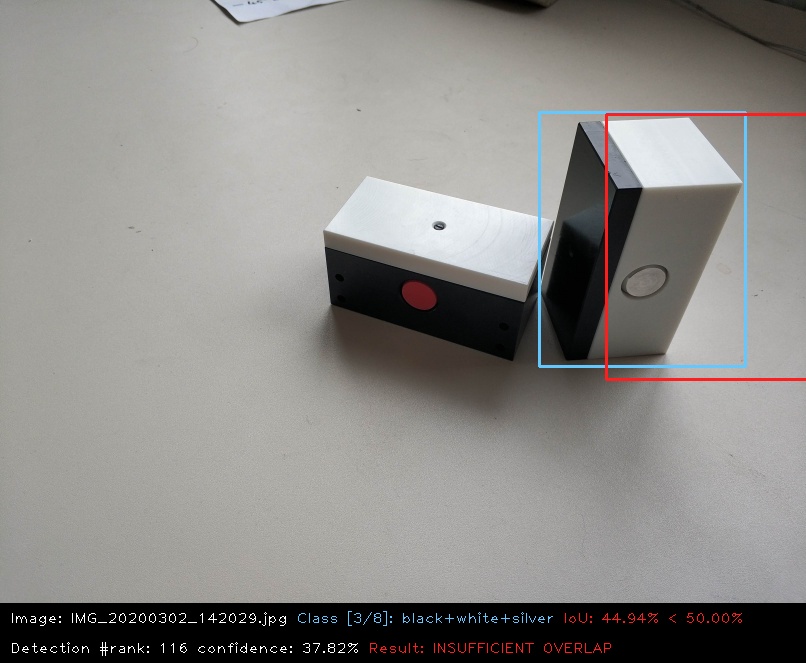 Image: IMG_20200302_142029.jpg Class [3/8]: black+white+silver IoU: 44.94% < 50.00%
Detection #rank: 116 confidence: 37.82% Result: INSUFFICIENT OVERLAP